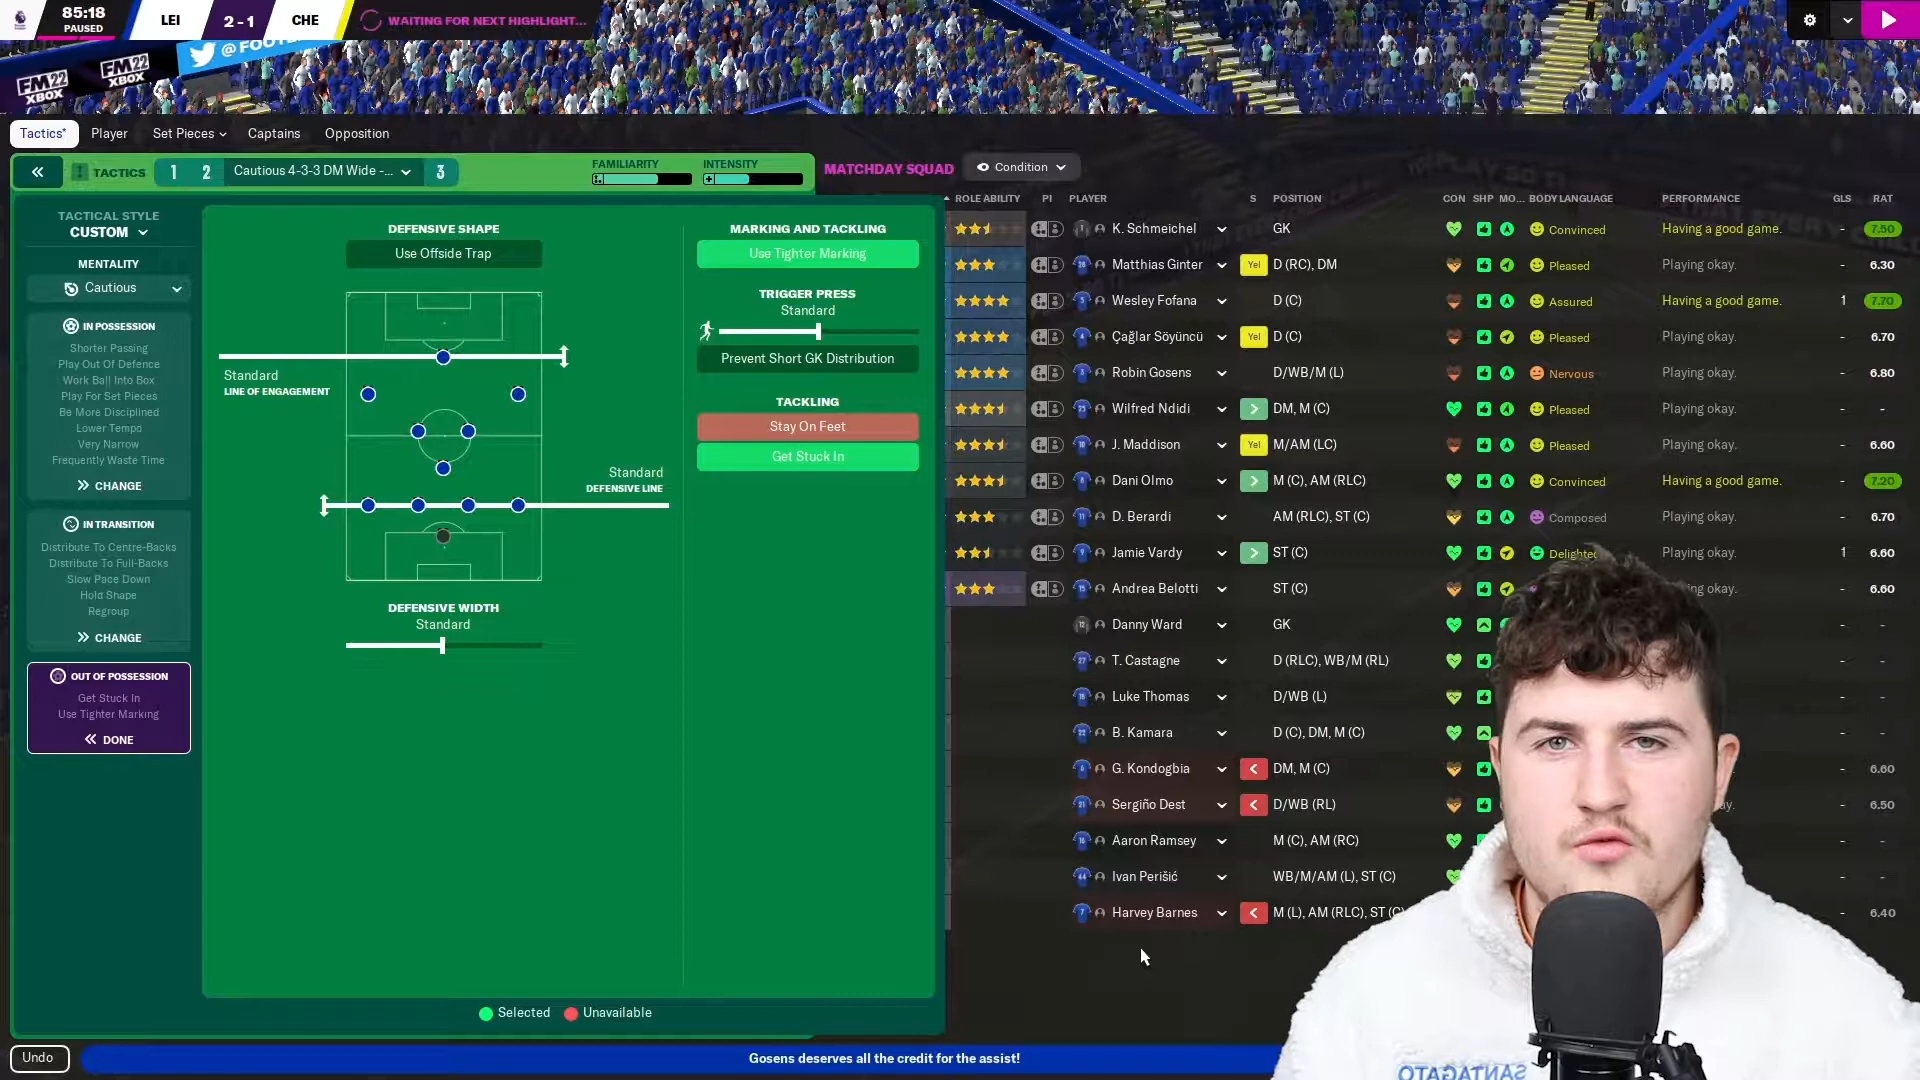 85:18
PAUSED
LEI
2 - 1
CHE
WAITING FOR NEXT HIGHLIGHT...
FM22
XBOX
FM22
XBOX
@FOO
Tactics*
Player
Set Pieces
Captains
Opposition
TACTICS
1
2
Cautious 4-3-3 DM Wide -...
3
FAMILIARITY
INTENSITY
MATCHDAY SQUAD
Condition
TACTICAL STYLE
CUSTOM
MENTALITY
Cautious
IN POSSESSION
Shorter Passing
Play Out Of Defence
Work Ball Into Box
Play For Set Pieces
Be More Disciplined
Lower Tempo
Very Narrow
Frequently Waste Time
CHANGE
IN TRANSITION
Distribute To Centre-Backs
Distribute To Full-Backs
Slow Pace Down
Hold Shape
Regroup
CHANGE
OUT OF POSSESSION
Get Stuck In
Use Tighter Marking
DONE
DEFENSIVE SHAPE
Use Offside Trap
Standard
LINE OF ENGAGEMENT
Standard
DEFENSIVE LINE
DEFENSIVE WIDTH
Standard
MARKING AND TACKLING
Use Tighter Marking
TRIGGER PRESS
Standard
Prevent Short GK Distribution
TACKLING
Stay On Feet
Get Stuck In
Selected
Unavailable
ROLE ABILITY PI PLAYER S POSITION CON SHP MO... BODY LANGUAGE PERFORMANCE GLS RAT
K. Schmeichel GK Convinced Having a good game. - 7.50
Matthias Ginter Yel D (RC), DM Pleased Playing okay. - 6.30
Wesley Fofana D (C) Assured Having a good game. 1 7.70
Çağlar Söyüncü Yel D (C) Pleased Playing okay. - 6.70
Robin Gosens D/WB/M (L) Nervous Playing okay. - 6.80
Wilfred Ndidi DM, M (C) Pleased Playing okay. - -
J. Maddison Yel M/AM (LC) Pleased Playing okay. - 6.60
Dani Olmo M (C), AM (RLC) Convinced Having a good game. - 7.20
D. Berardi AM (RLC), ST (C) Composed Playing okay. - 6.70
Jamie Vardy ST (C) Delighted Playing okay. 1 6.60
Andrea Belotti ST (C) ng okay. - 6.60
Danny Ward GK - -
T. Castagne D (RLC), WB/M (RL) - -
Luke Thomas D/WB (L) - -
B. Kamara D (C), DM, M (C) - -
G. Kondogbia DM, M (C) - 6.60
Sergiño Dest D/WB (RL) ay. - 6.50
Aaron Ramsey M (C), AM (RC) - -
Ivan Perišić WB/M/AM (L), ST (C) - -
Harvey Barnes M (L), AM (RLC), ST (C) - 6.40
Undo
Gosens deserves all the credit for the assist!
SANTAGATO